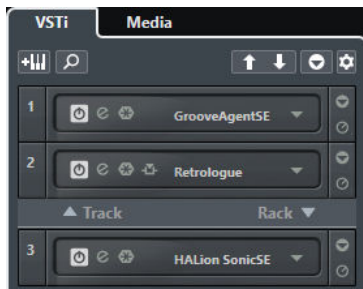 VSTi Media
1 GrooveAgentSE
2 Retrologue
Track Rack
3 HALion SonicSE